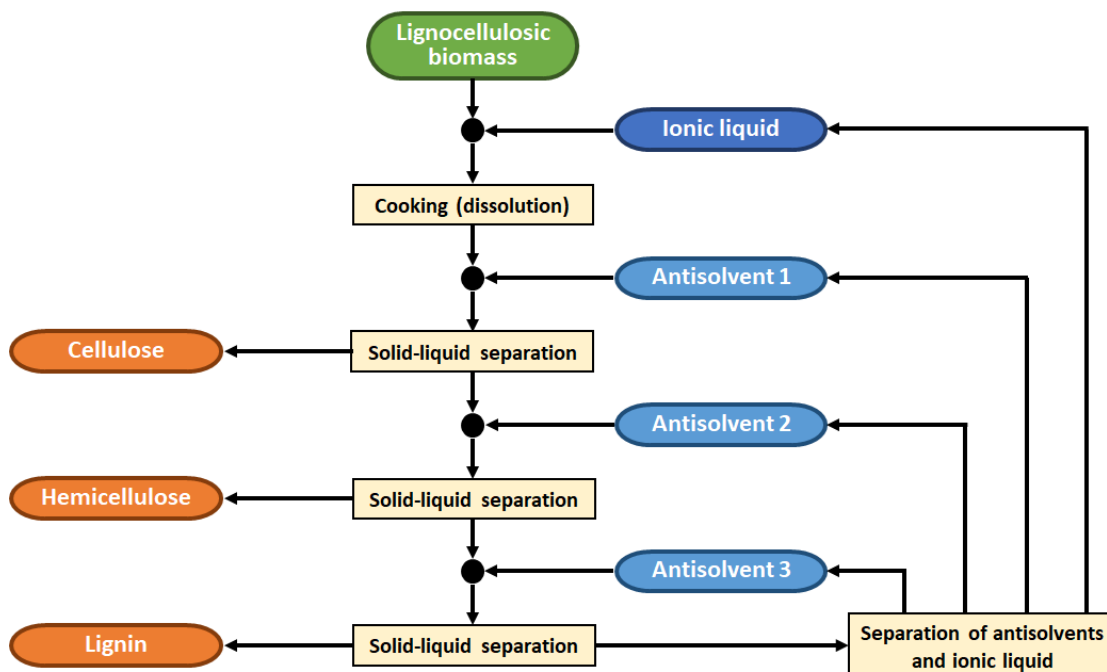 Lignocellulosic
biomass
Ionic liquid
Cooking (dissolution)
Antisolvent 1
Cellulose
Solid-liquid separation
Antisolvent 2
Hemicellulose
Solid-liquid separation
Antisolvent 3
Lignin
Solid-liquid separation
Separation of antisolvents
and ionic liquid